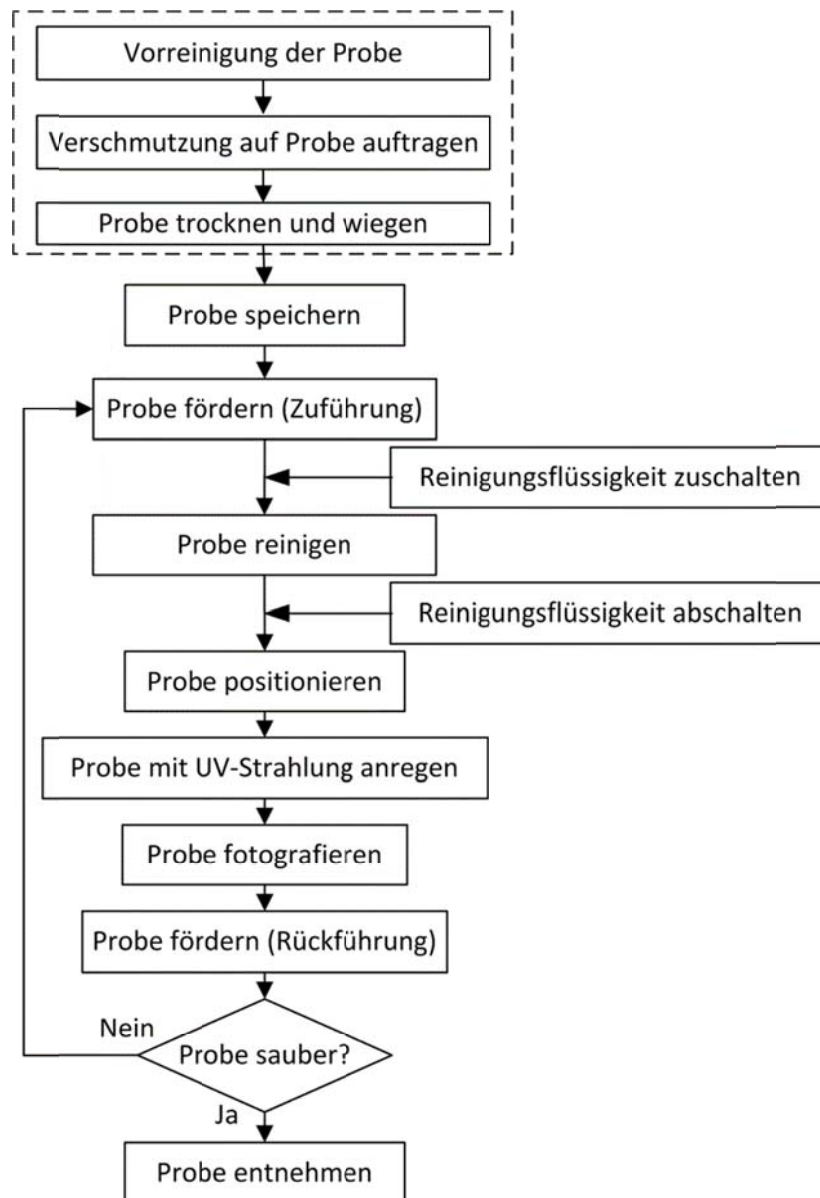 Vorreinigung der Probe
Verschmutzung auf Probe auftragen
Probe trocknen und wiegen
Probe speichern
Probe fördern (Zuführung)
Reinigungsflüssigkeit zuschalten
Probe reinigen
Reinigungsflüssigkeit abschalten
Probe positionieren
Probe mit UV-Strahlung anregen
Probe fotografieren
Probe fördern (Rückführung)
Nein
Probe sauber?
Ja
Probe entnehmen